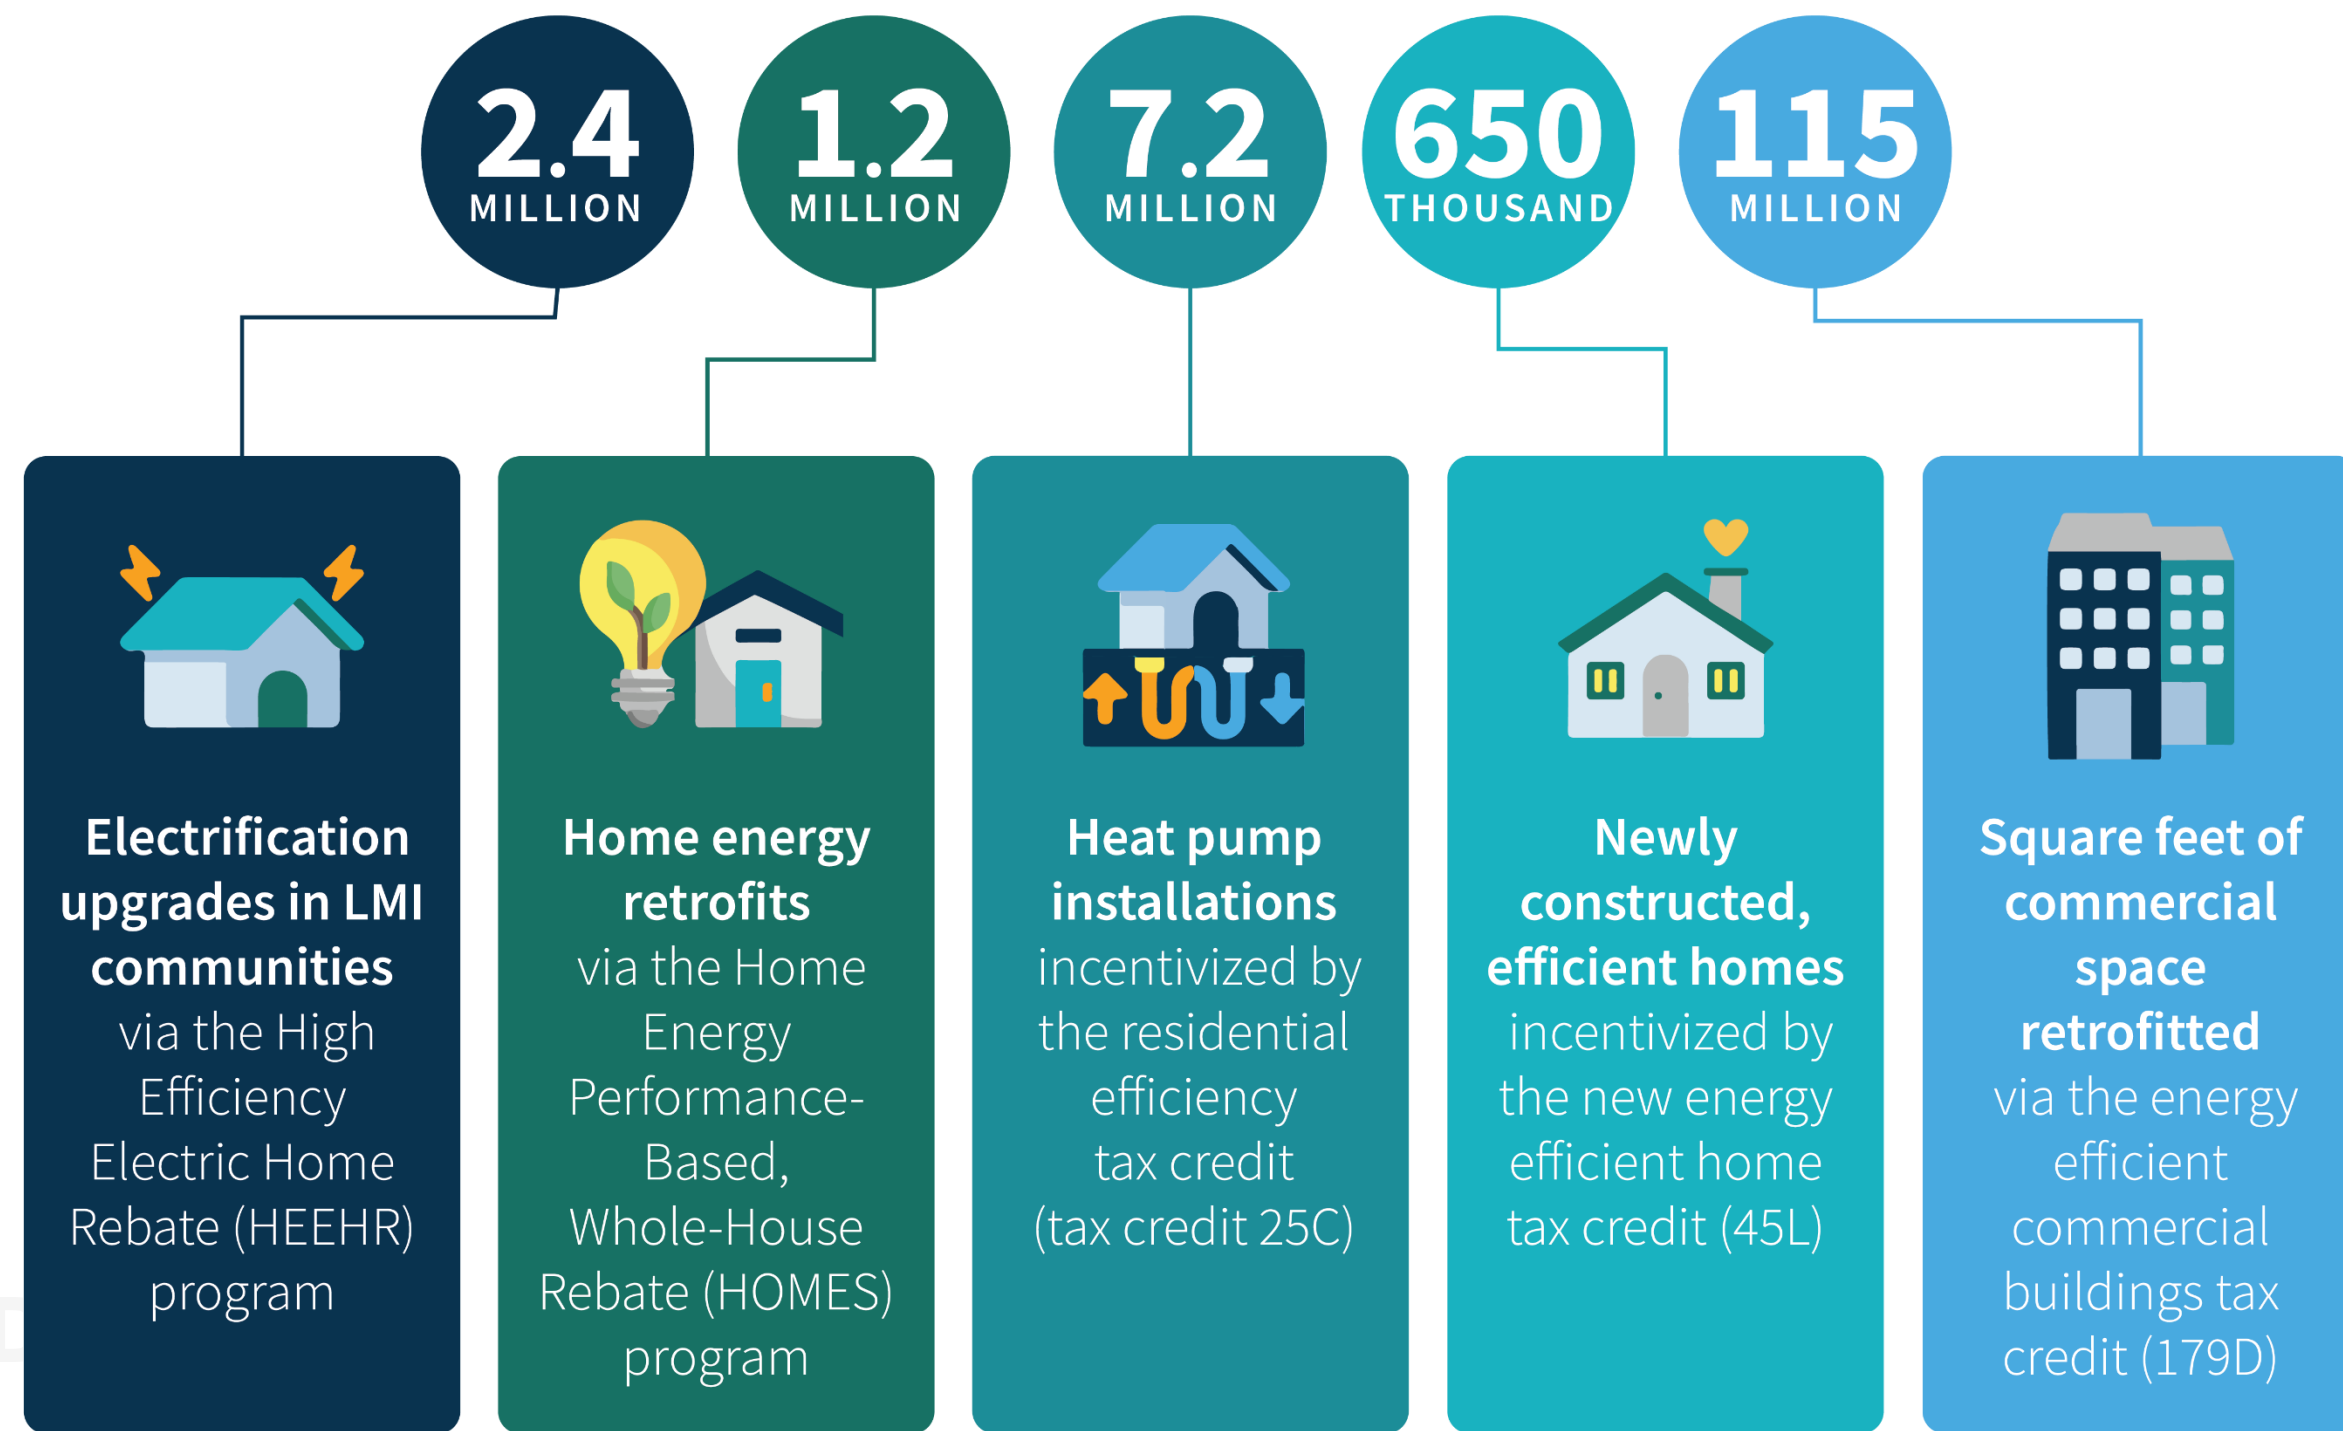 2.4
MILLION
1.2
MILLION
7.2
MILLION
650
THOUSAND
115
MILLION
Electrification
upgrades in LMI
communities
via the High
Efficiency
Electric Home
Rebate (HEEHR)
program
Home energy
retrofits
via the Home
Energy
Performance-
Based,
Whole-House
Rebate (HOMES)
program
Heat pump
installations
incentivized by
the residential
efficiency
tax credit
(tax credit 25C)
Newly
constructed,
efficient homes
incentivized by
the new energy
efficient home
tax credit (45L)
Square feet of
commercial
space
retrofitted
via the energy
efficient
commercial
buildings tax
credit (179D)